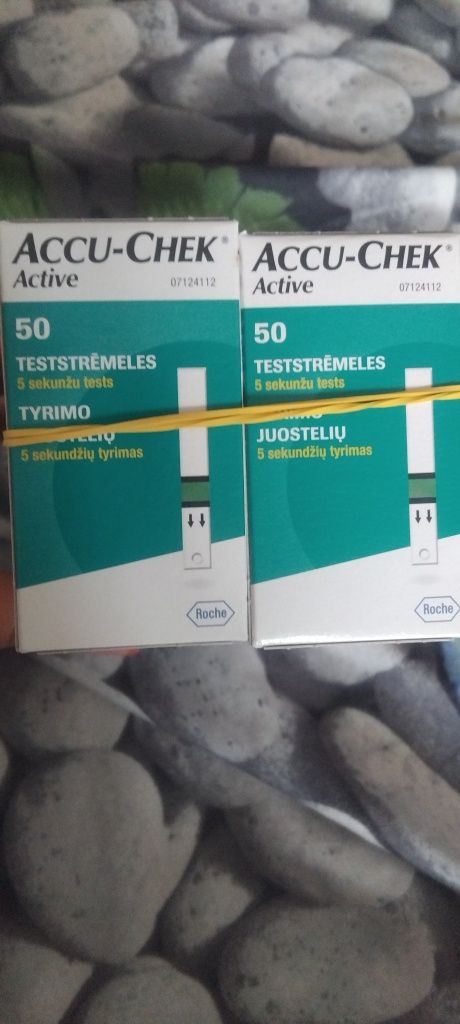 ACCU-CHEK®
Active 07124112
50
TESTSTRĒMELES
5 sekunžu tests
TYRIMO
5 sekundžių tyrimas
Roche
ACCU-CHEK®
Active 07124112
50
TESTSTRĒMELES
5 sekunžu tests
JUOSTELIŲ
5 sekundžių tyrimas
Roche